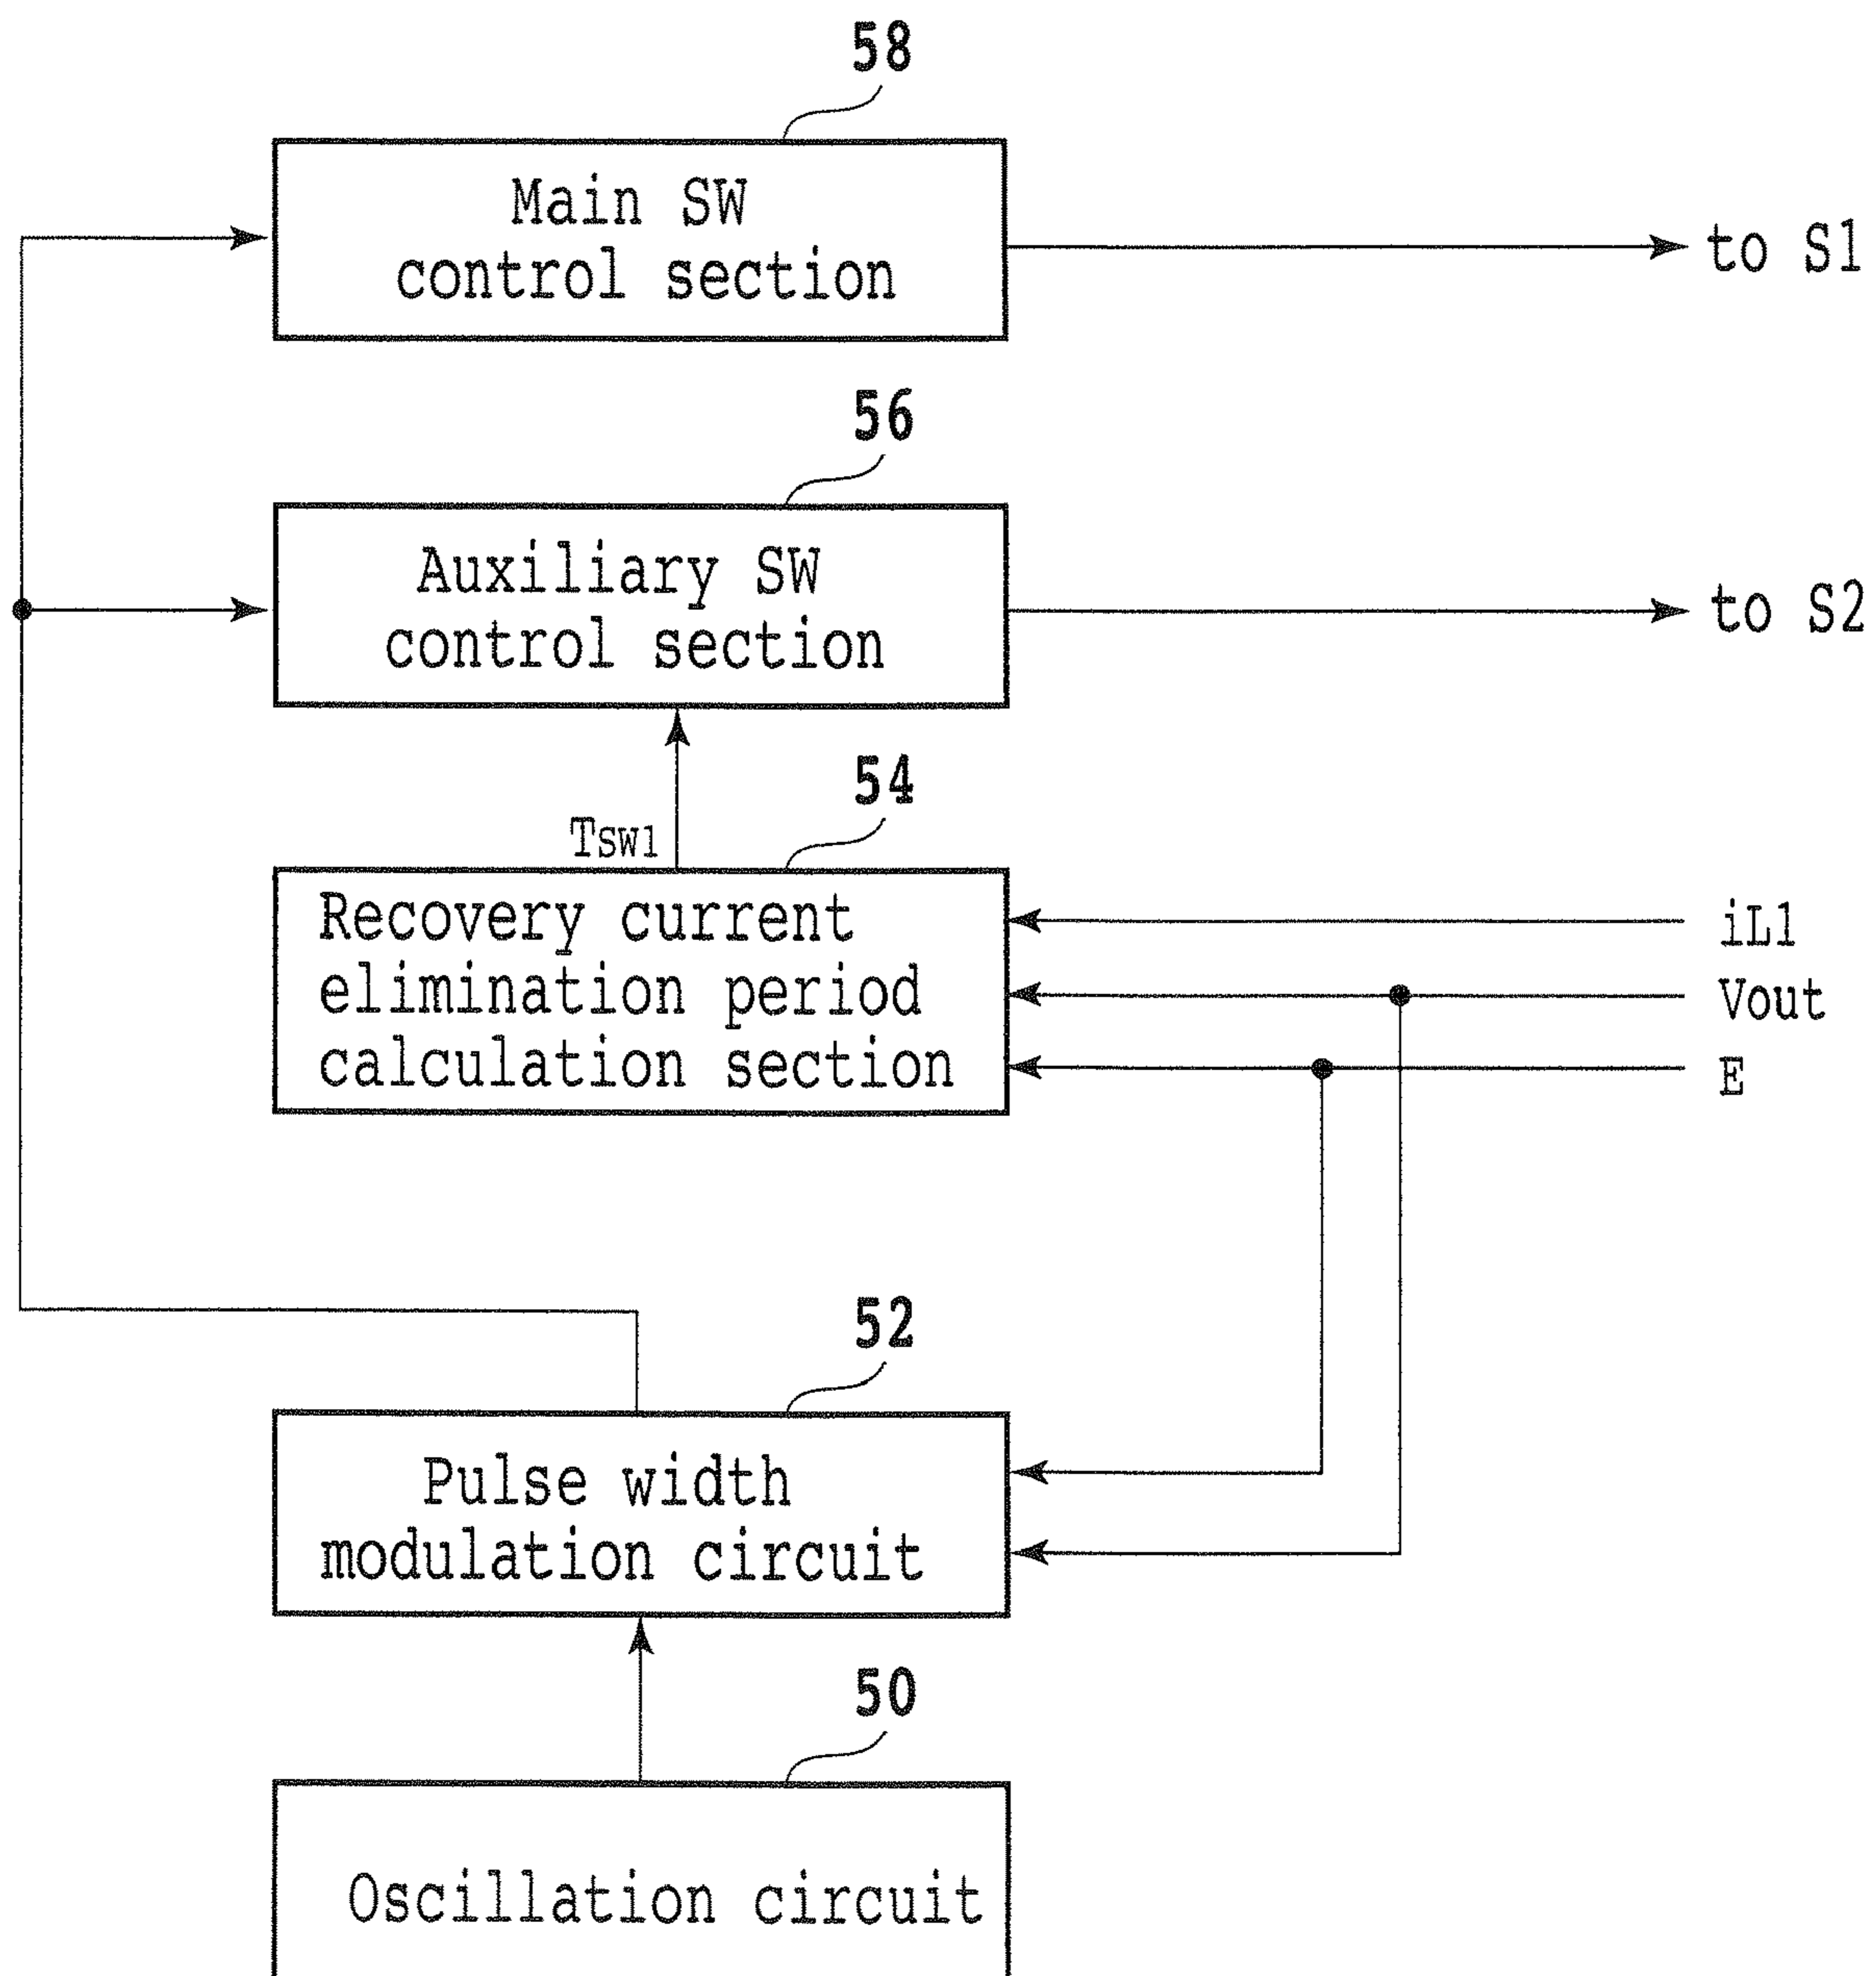 58
Main SW
control section
to S1
56
Auxiliary SW
control section
to S2
54
TSW1
Recovery current
elimination period
calculation section
iL1
Vout
E
52
Pulse width
modulation circuit
50
Oscillation circuit